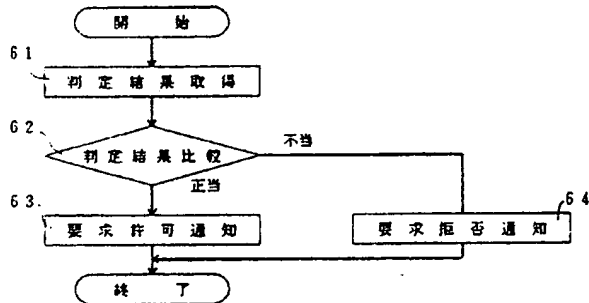 開始
61
判定結果取得
62
判定結果比較
不当
正当
63
要求許可通知
64
要求拒否通知
終了